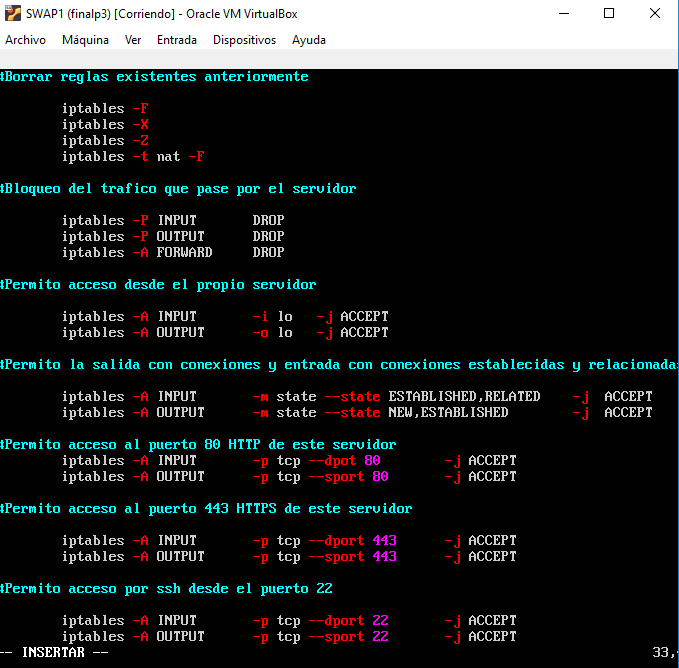 SWAP1 (finalp3) [Corriendo] - Oracle VM VirtualBox
Archivo Máquina Ver Entrada Dispositivos Ayuda
#Borrar reglas existentes anteriormente
iptables -F
iptables -X
iptables -Z
iptables -t nat -F
#Bloqueo del trafico que pase por el servidor
iptables -P INPUT DROP
iptables -P OUTPUT DROP
iptables -A FORWARD DROP
#Permito acceso desde el propio servidor
iptables -A INPUT -i lo -j ACCEPT
iptables -A OUTPUT -o lo -j ACCEPT
#Permito la salida con conexiones y entrada con conexiones establecidas y relacionada
iptables -A INPUT -m state --state ESTABLISHED,RELATED -j ACCEPT
iptables -A OUTPUT -m state --state NEW,ESTABLISHED -j ACCEPT
#Permito acceso al puerto 80 HTTP de este servidor
iptables -A INPUT -p tcp --dpot 80 -j ACCEPT
iptables -A OUTPUT -p tcp --sport 80 -j ACCEPT
#Permito acceso al puerto 443 HTTPS de este servidor
iptables -A INPUT -p tcp --dport 443 -j ACCEPT
iptables -A OUTPUT -p tcp --sport 443 -j ACCEPT
#Permito acceso por ssh desde el puerto 22
iptables -A INPUT -p tcp --dport 22 -j ACCEPT
iptables -A OUTPUT -p tcp --sport 22 -j ACCEPT
-- INSERTAR -- 33,